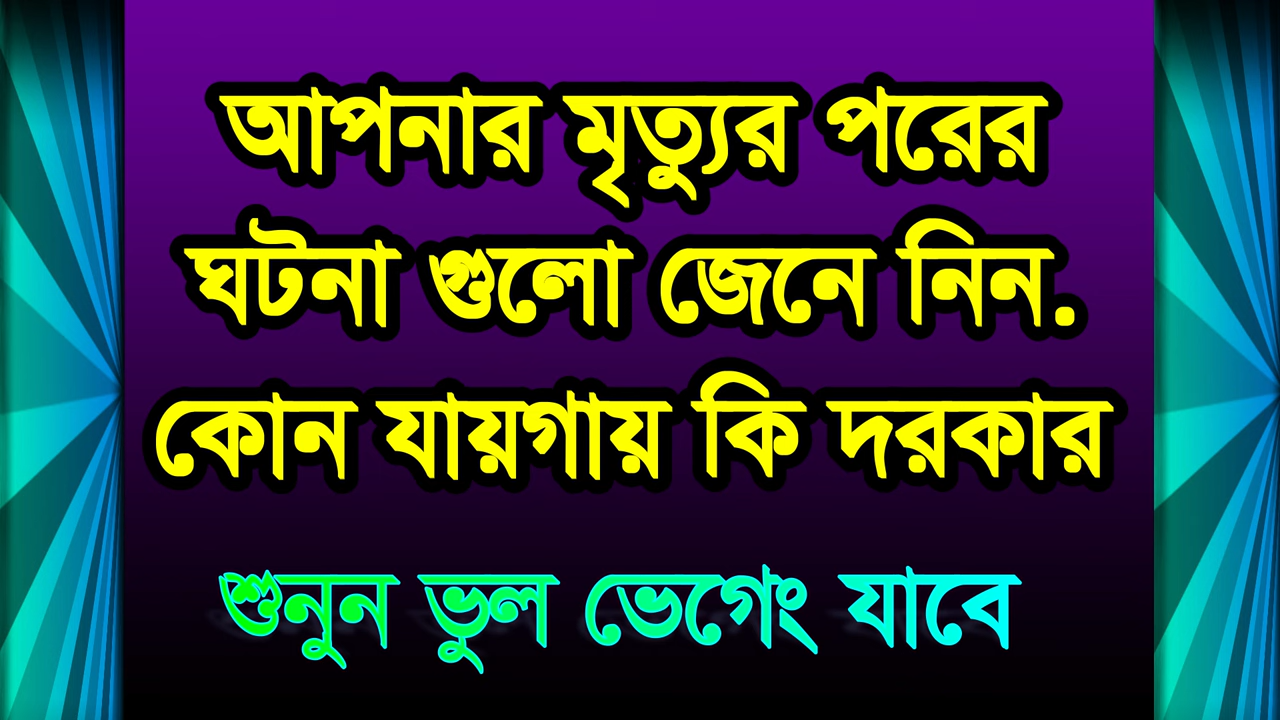 আপনার মৃত্যুর পরের
ঘটনা গুলো জেনে নিন.
কোন যায়গায় কি দরকার
শুনুন ভুল ভেগেং যাবে